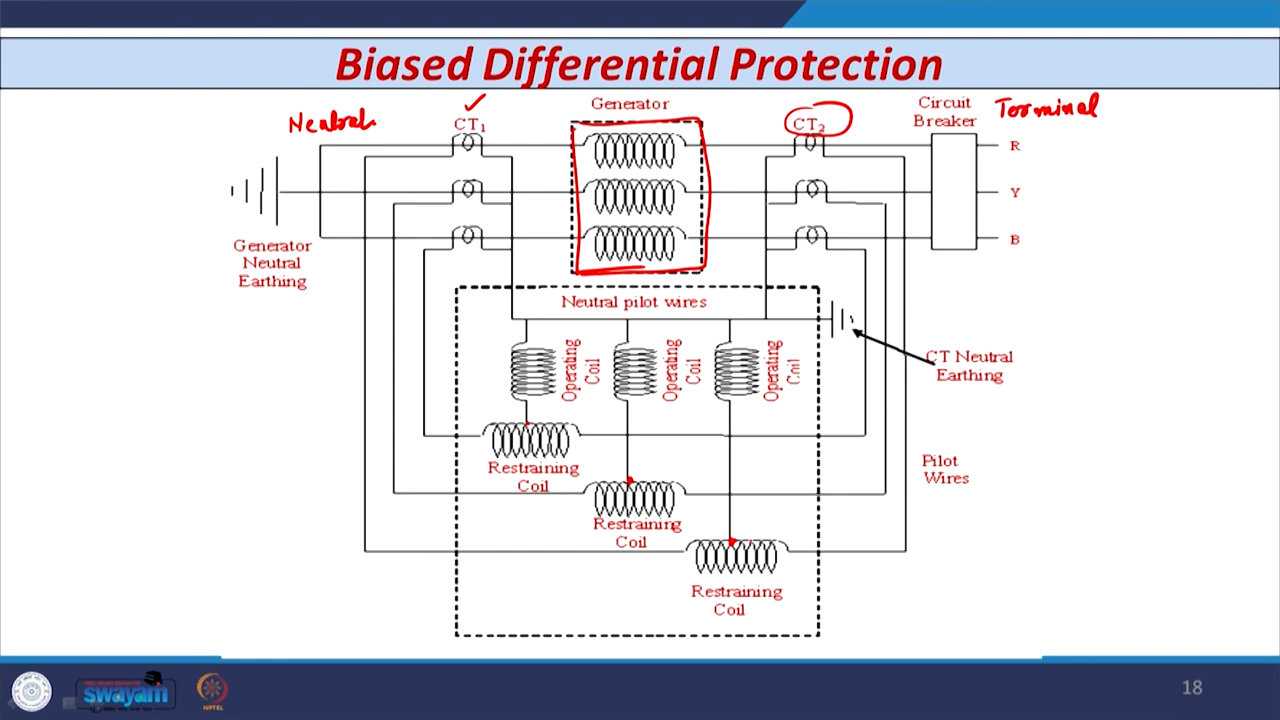 Biased Differential Protection
Neutral
CT1
Generator
CT2
Circuit
Breaker
Terminal
R
Y
B
Generator
Neutral
Earthing
Neutral pilot wires
Operating
Coil
Operating
Coil
Operating
Coil
CT Neutral
Earthing
Restraining
Coil
Pilot
Wires
Restraining
Coil
Restraining
Coil
swayam
NPTEL
18